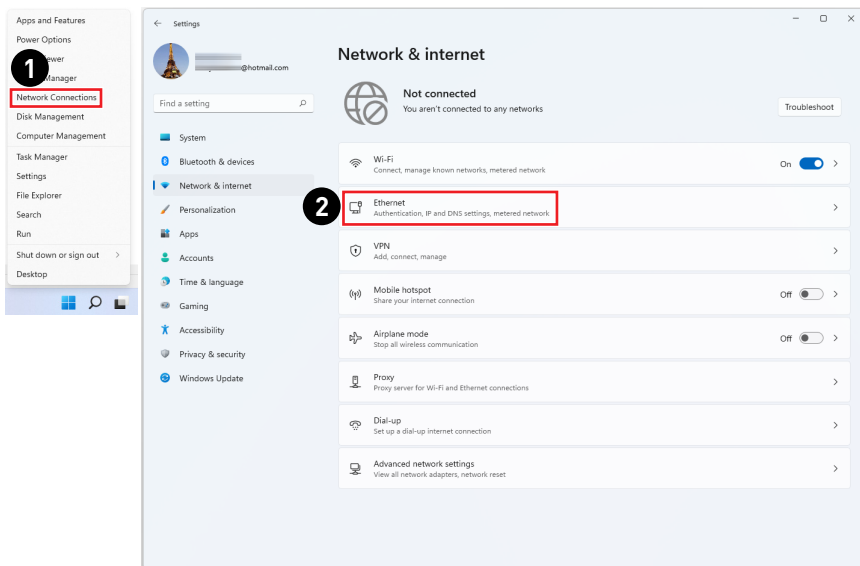 Apps and Features
Power Options
ewer
1
Manager
Network Connections
Disk Management
Computer Management
Task Manager
Settings
File Explorer
Search
Run
Shut down or sign out
Desktop
Settings
@hotmail.com
Find a setting
System
Bluetooth & devices
Network & internet
Personalization
Apps
Accounts
Time & language
Gaming
Accessibility
Privacy & security
Windows Update
Network & internet
Not connected
You aren't connected to any networks
Troubleshoot
Wi-Fi
Connect, manage known networks, metered network
On
2
Ethernet
Authentication, IP and DNS settings, metered network
VPN
Add, connect, manage
Mobile hotspot
Share your internet connection
Off
Airplane mode
Stop all wireless communication
Off
Proxy
Proxy server for Wi-Fi and Ethernet connections
Dial-up
Set up a dial-up internet connection
Advanced network settings
View all network adapters, network reset